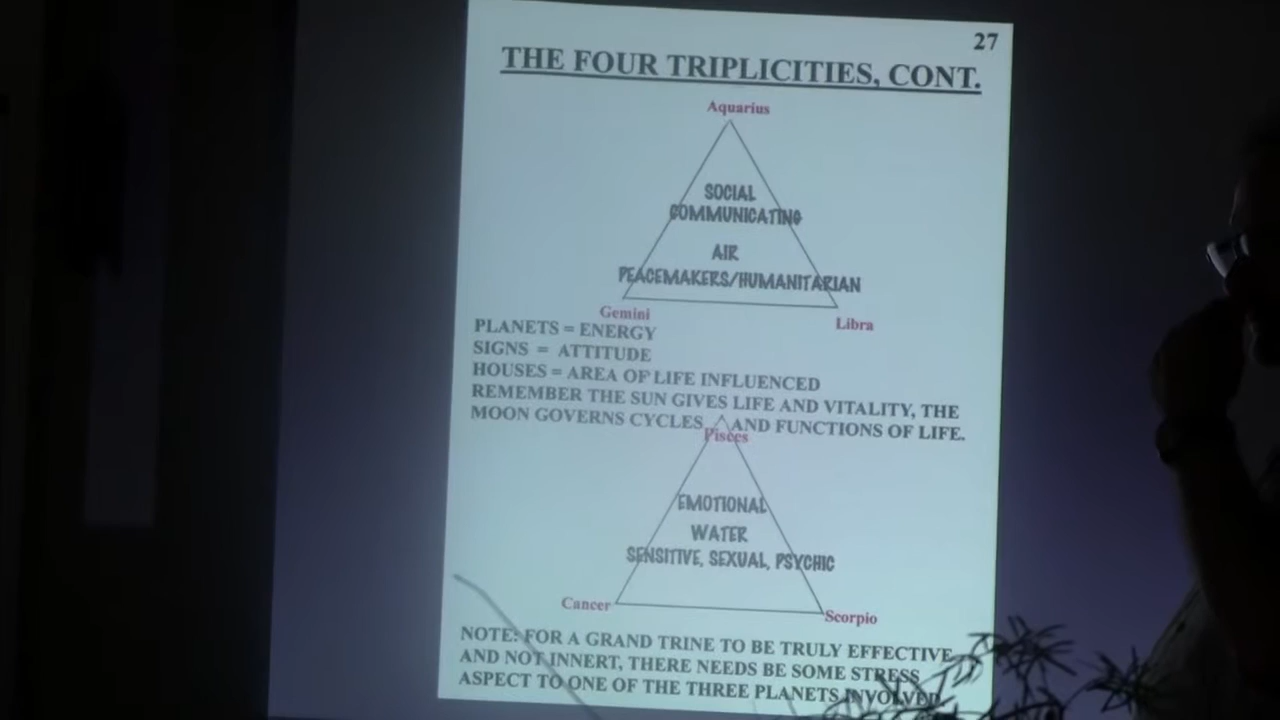 27
THE FOUR TRIPLICITIES, CONT.
Aquarius
SOCIAL
COMMUNICATING
AIR
PEACEMAKERS/HUMANITARIAN
Gemini
Libra
PLANETS = ENERGY
SIGNS = ATTITUDE
HOUSES = AREA OF LIFE INFLUENCED
REMEMBER THE SUN GIVES LIFE AND VITALITY, THE
MOON GOVERNS CYCLES AND FUNCTIONS OF LIFE.
Pisces
EMOTIONAL
WATER
SENSITIVE, SEXUAL, PSYCHIC
Cancer
Scorpio
NOTE: FOR A GRAND TRINE TO BE TRULY EFFECTIVE
AND NOT INNERT, THERE NEEDS BE SOME STRESS
ASPECT TO ONE OF THE THREE PLANETS INVOLVED